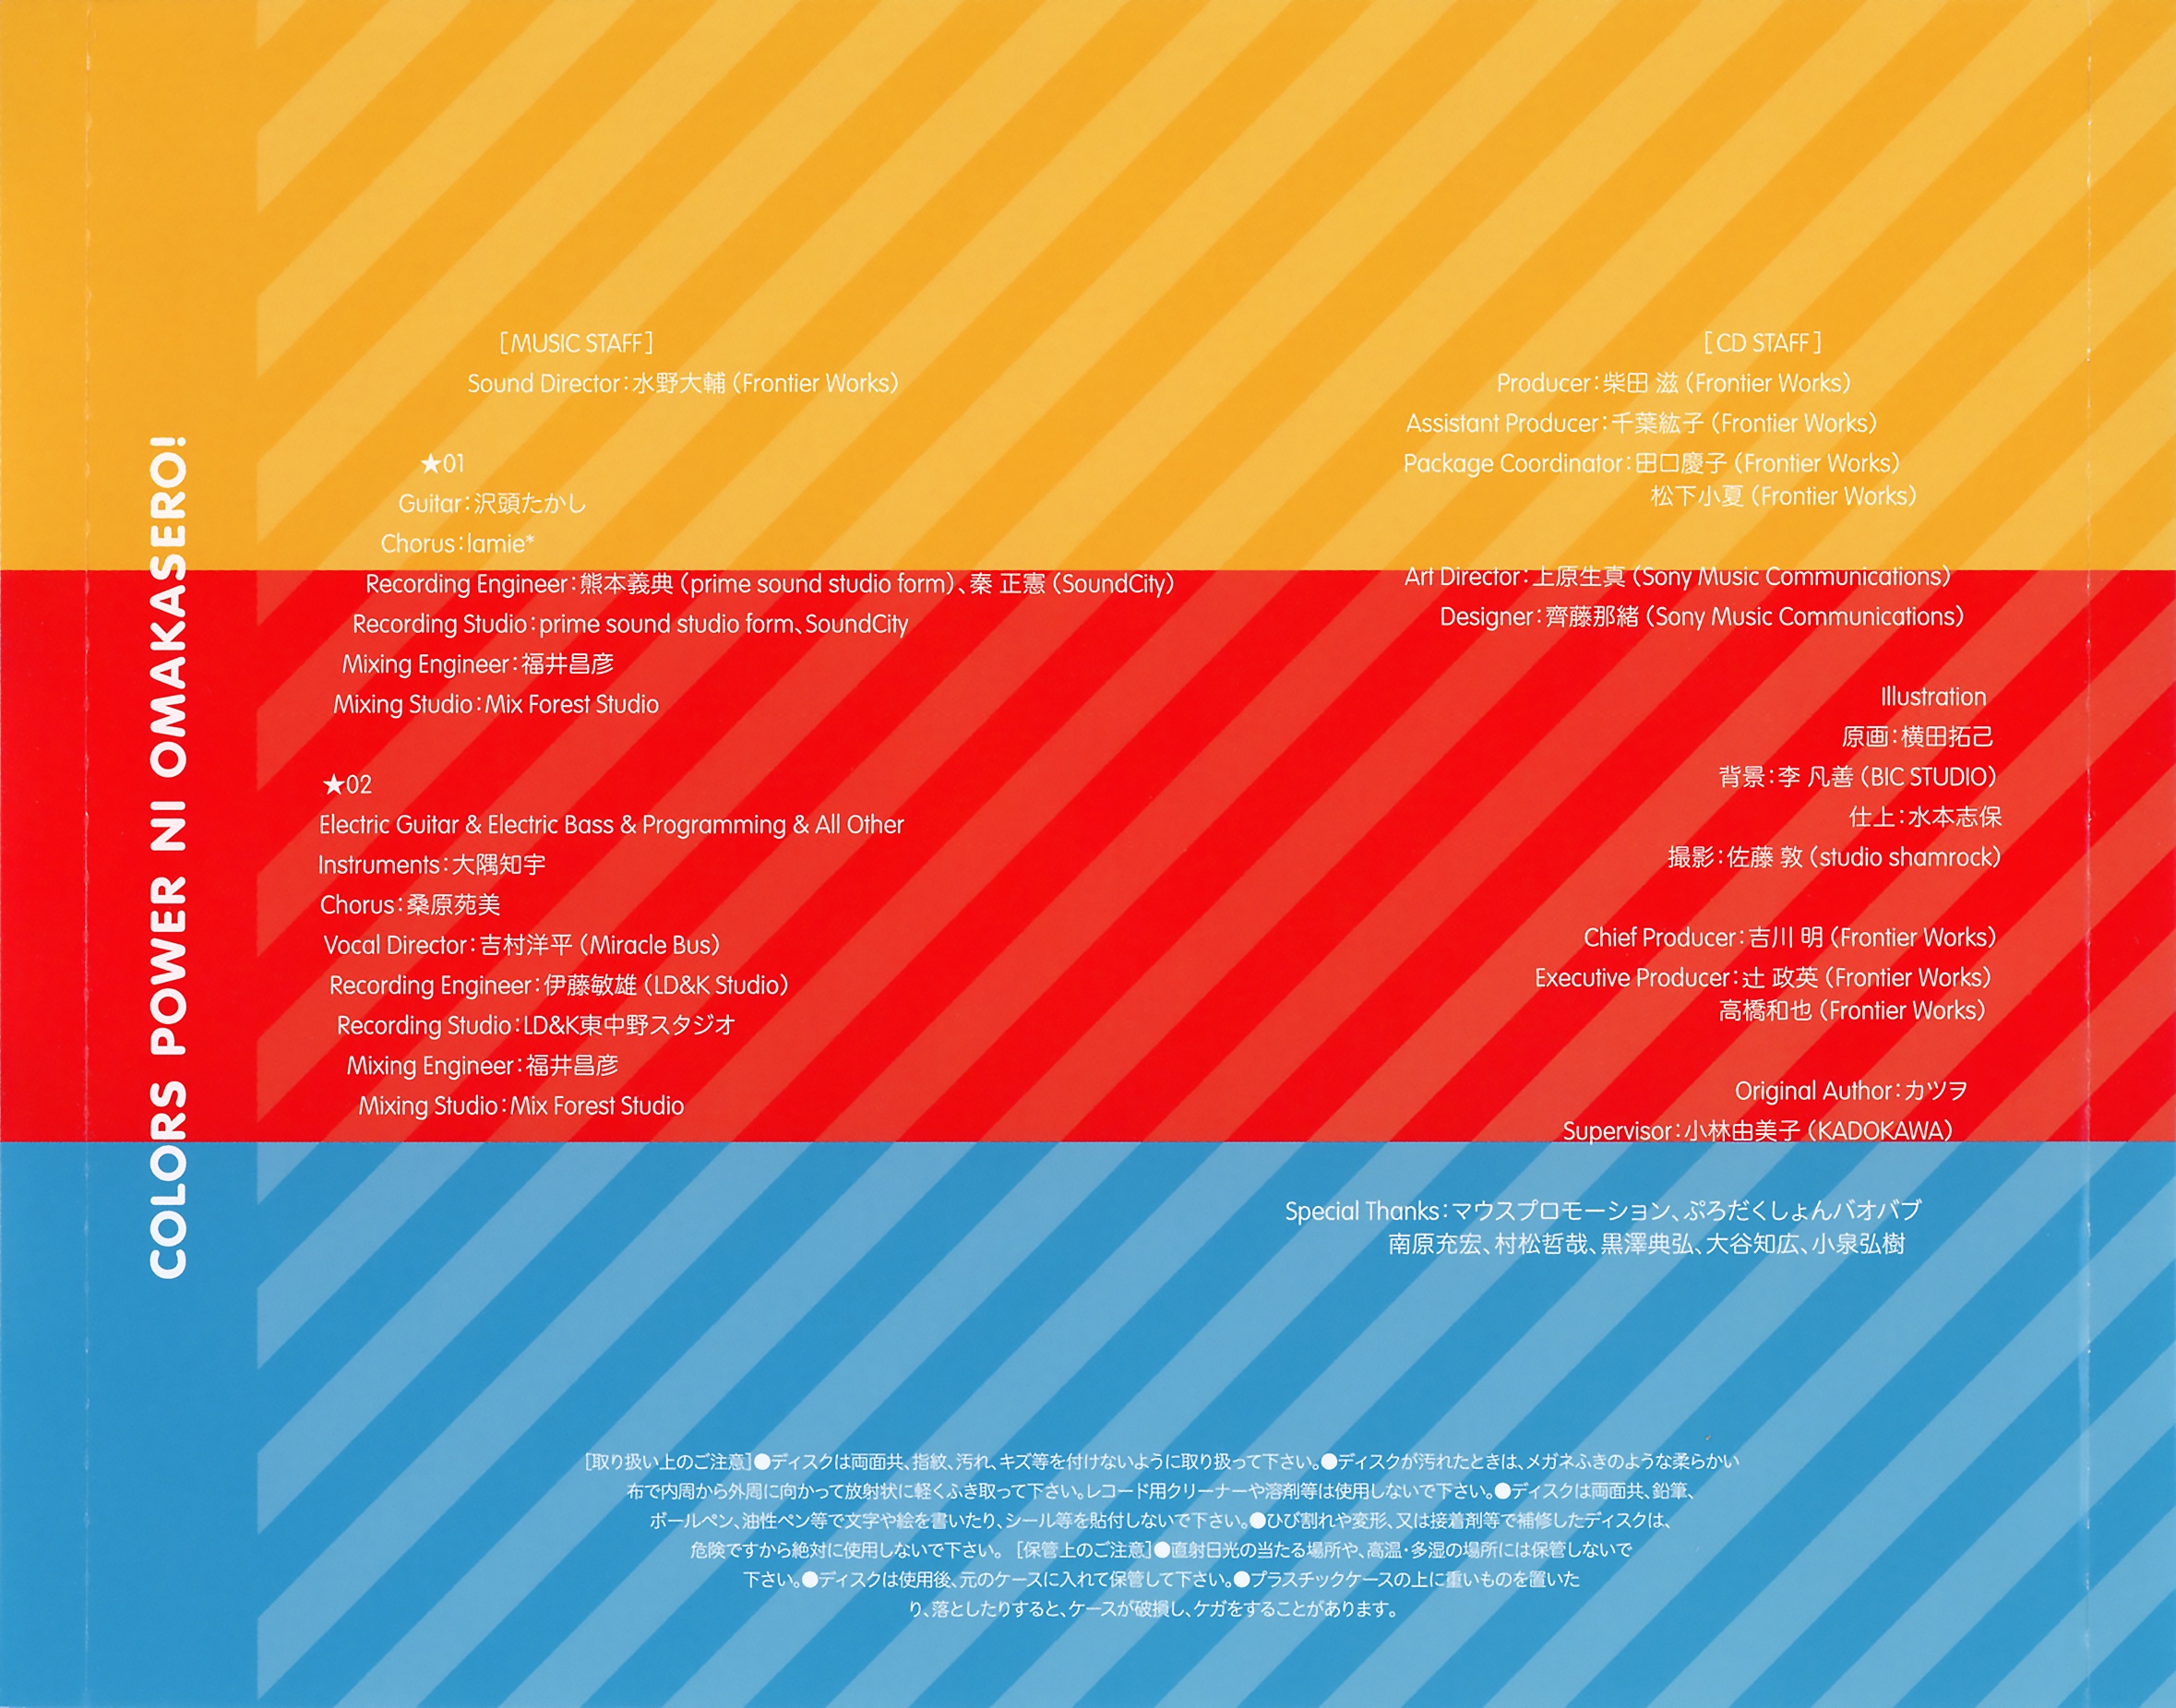 COLORS POWER NI OMAKASERO!
[MUSIC STAFF]
Sound Director:水野大輔(Frontier Works)
★01
Guitar:沢頭たかし
Chorus:lamie*
Recording Engineer:熊本義典(prime sound studio form)、秦 正憲(SoundCity)
Recording Studio:prime sound studio form、SoundCity
Mixing Engineer:福井昌彦
Mixing Studio:Mix Forest Studio
★02
Electric Guitar & Electric Bass & Programming & All Other
Instruments:大隅知宇
Chorus:桑原苑美
Vocal Director:吉村洋平(Miracle Bus)
Recording Engineer:伊藤敏雄(LD&K Studio)
Recording Studio:LD&K東中野スタジオ
Mixing Engineer:福井昌彦
Mixing Studio:Mix Forest Studio
[CD STAFF]
Producer:柴田 滋(Frontier Works)
Assistant Producer:千葉紘子(Frontier Works)
Package Coordinator:田口慶子(Frontier Works)
松下小夏(Frontier Works)
Art Director:上原生真(Sony Music Communications)
Designer:齊藤那緒(Sony Music Communications)
Illustration
原画:横田拓己
背景:李 凡善(BIC STUDIO)
仕上:水本志保
撮影:佐藤 敦(studio shamrock)
Chief Producer:吉川 明(Frontier Works)
Executive Producer:辻 政英(Frontier Works)
高橋和也(Frontier Works)
Original Author:カツヲ
Supervisor:小林由美子(KADOKAWA)
Special Thanks:マウスプロモーション、ぷろだくしょんバオバブ
南原充宏、村松哲哉、黒澤典弘、大谷知広、小泉弘樹
[取り扱い上のご注意]●ディスクは両面共、指紋、汚れ、キズ等を付けないように取り扱って下さい。●ディスクが汚れたときは、メガネふきのような柔らかい
布で内周から外周に向かって放射状に軽くふき取って下さい。レコード用クリーナーや溶剤等は使用しないで下さい。●ディスクは両面共、鉛筆、
ボールペン、油性ペン等で文字や絵を書いたり、シール等を貼付しないで下さい。●ひび割れや変形、又は接着剤等で補修したディスクは、
危険ですから絶対に使用しないで下さい。 [保管上のご注意]●直射日光の当たる場所や、高温・多湿の場所には保管しないで
下さい。●ディスクは使用後、元のケースに入れて保管して下さい。●プラスチックケースの上に重いものを置いた
り、落としたりすると、ケースが破損し、ケガをすることがあります。